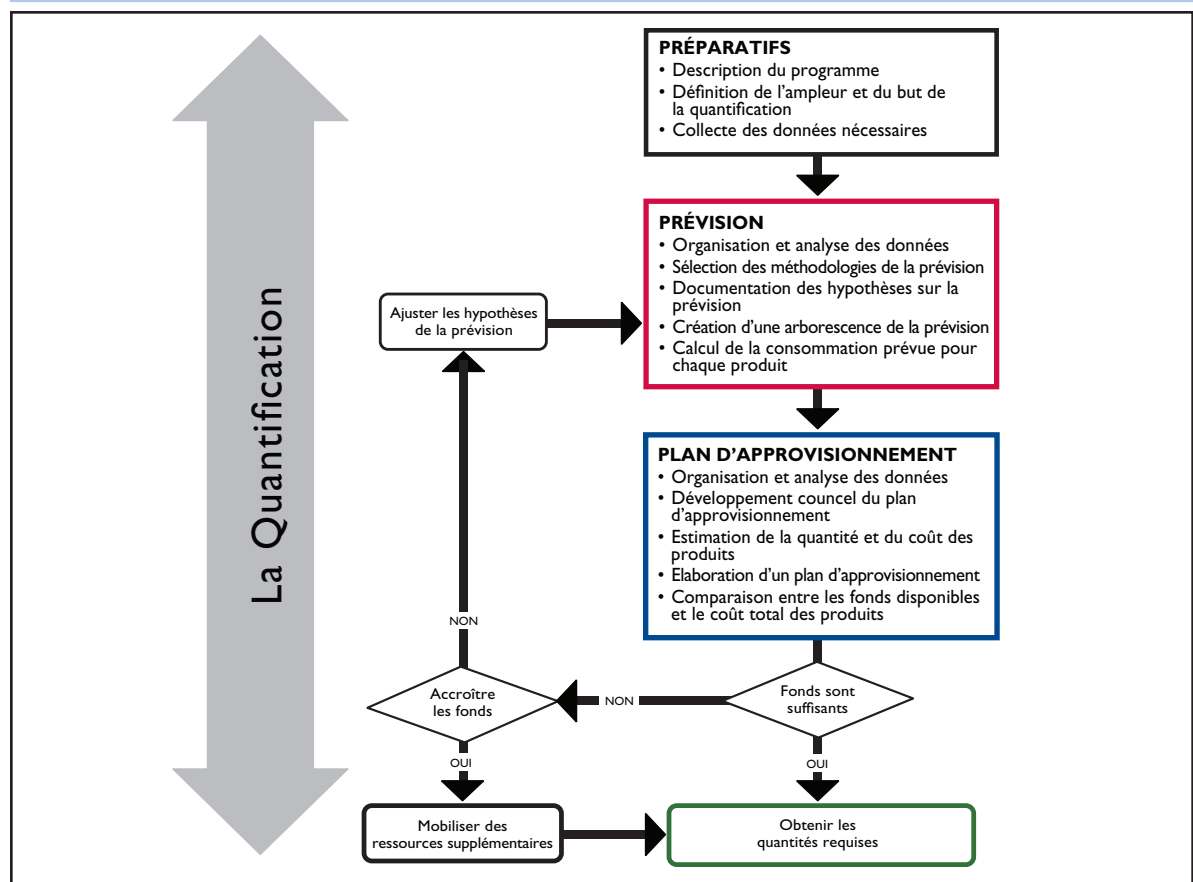 La Quantification
PRÉPARATIFS
• Description du programme
• Définition de l’ampleur et du but de
la quantification
• Collecte des données nécessaires
PRÉVISION
• Organisation et analyse des données
• Sélection des méthodologies de la prévision
• Documentation des hypothèses sur la
prévision
• Création d’une arborescence de la prévision
• Calcul de la consommation prévue pour
chaque produit
Ajuster les hypothèses
de la prévision
PLAN D’APPROVISIONNEMENT
• Organisation et analyse des données
• Développement councel du plan
d’approvisionnement
• Estimation de la quantité et du coût des
produits
• Elaboration d’un plan d’approvisionnement
• Comparaison entre les fonds disponibles
et le coût total des produits
NON
Accroître
les fonds
NON
Fonds sont
suffisants
OUI
OUI
Mobiliser des
ressources supplémentaires
Obtenir les
quantités requises